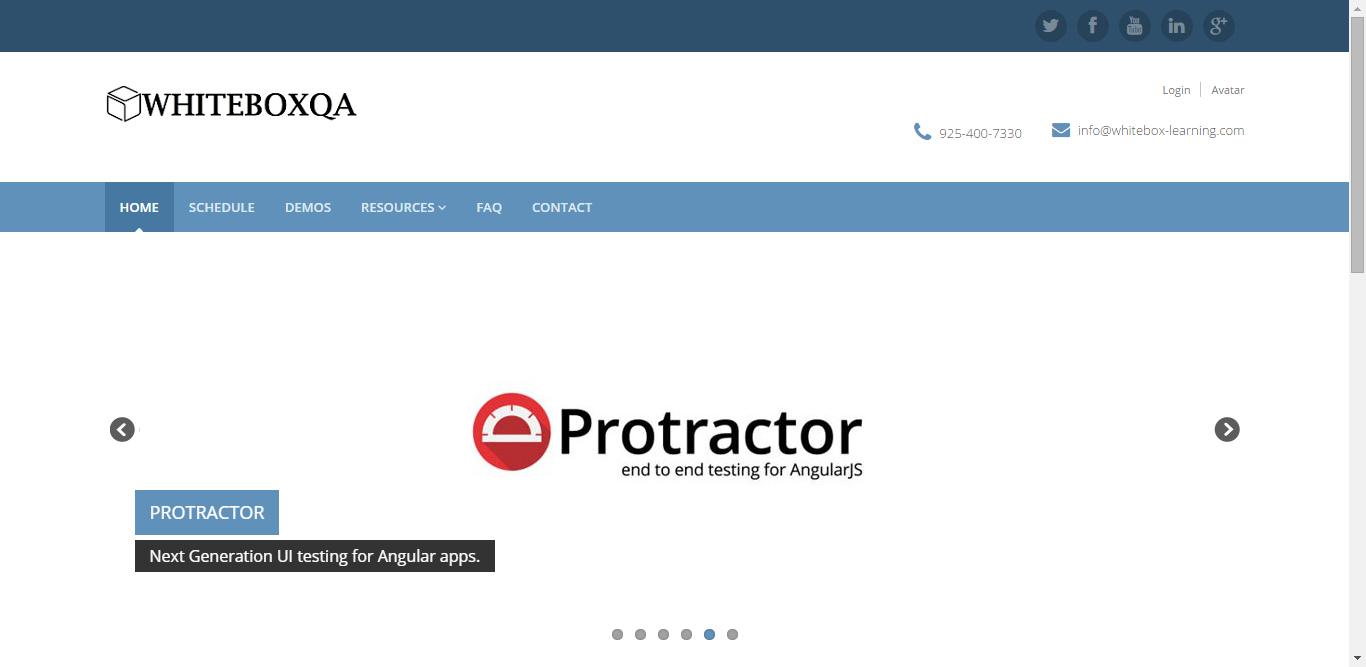 Login Avatar
WHITEBOXQA
925-400-7330 info@whitebox-learning.com
HOME SCHEDULE DEMOS RESOURCES FAQ CONTACT
Protractor
end to end testing for AngularJS
PROTRACTOR
Next Generation UI testing for Angular apps.